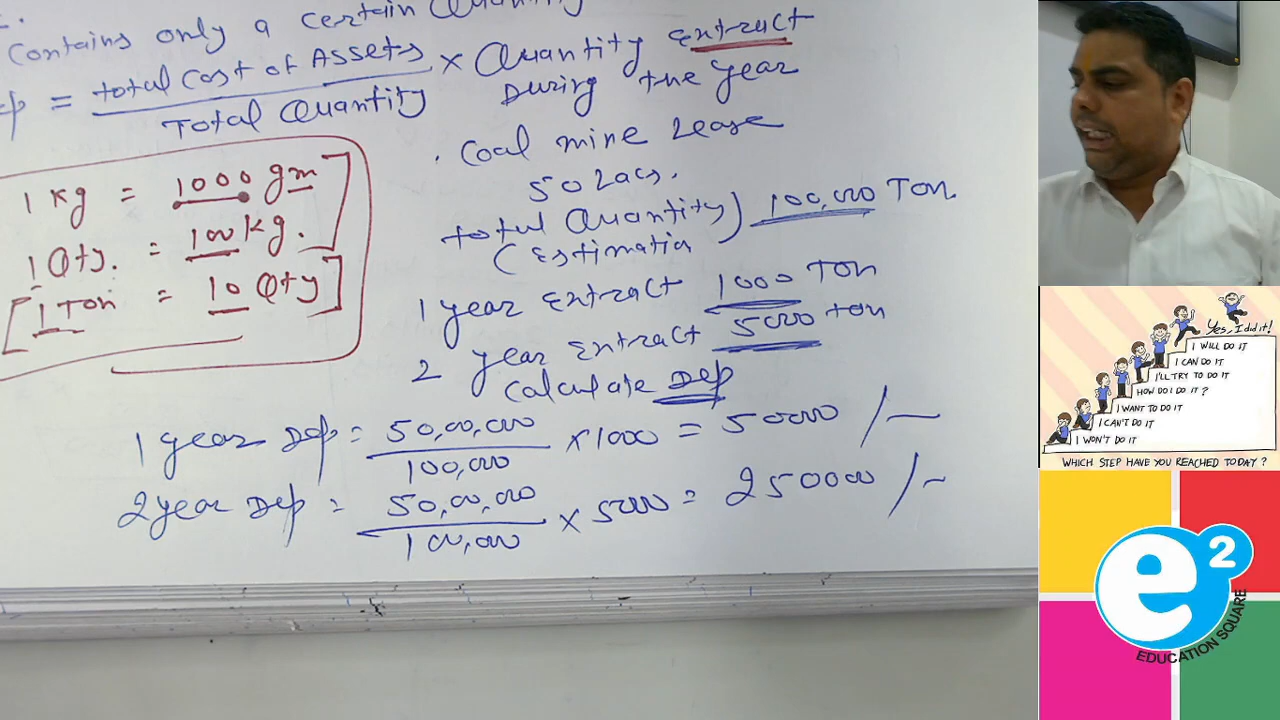 Contains only a certain Quantity
Dep = total Cost of Assets × Quantity extract
Total Quantity During the year
1 kg = 1000 gm
1 Qty. = 100 kg.
[1 Ton = 10 Qty]
. Coal mine Lease
50 Lacs.
total Quantity) 100,000 Ton
(Estimation
1 year Extract 1000 Ton
2 year Extract 5000 ton
Calculate Dep
1 year Dep = 50,00,000 × 1000 = 50000 /-
100,000
2 year Dep = 50,00,000 × 5000 = 250000 /-
100,000
Yes, I did it!
I WILL DO IT
I CAN DO IT
I'LL TRY TO DO IT
HOW DO I DO IT?
I WANT TO DO IT
I CAN'T DO IT
I WON'T DO IT
WHICH STEP HAVE YOU REACHED TODAY?
e2
EDUCATION SQUARE